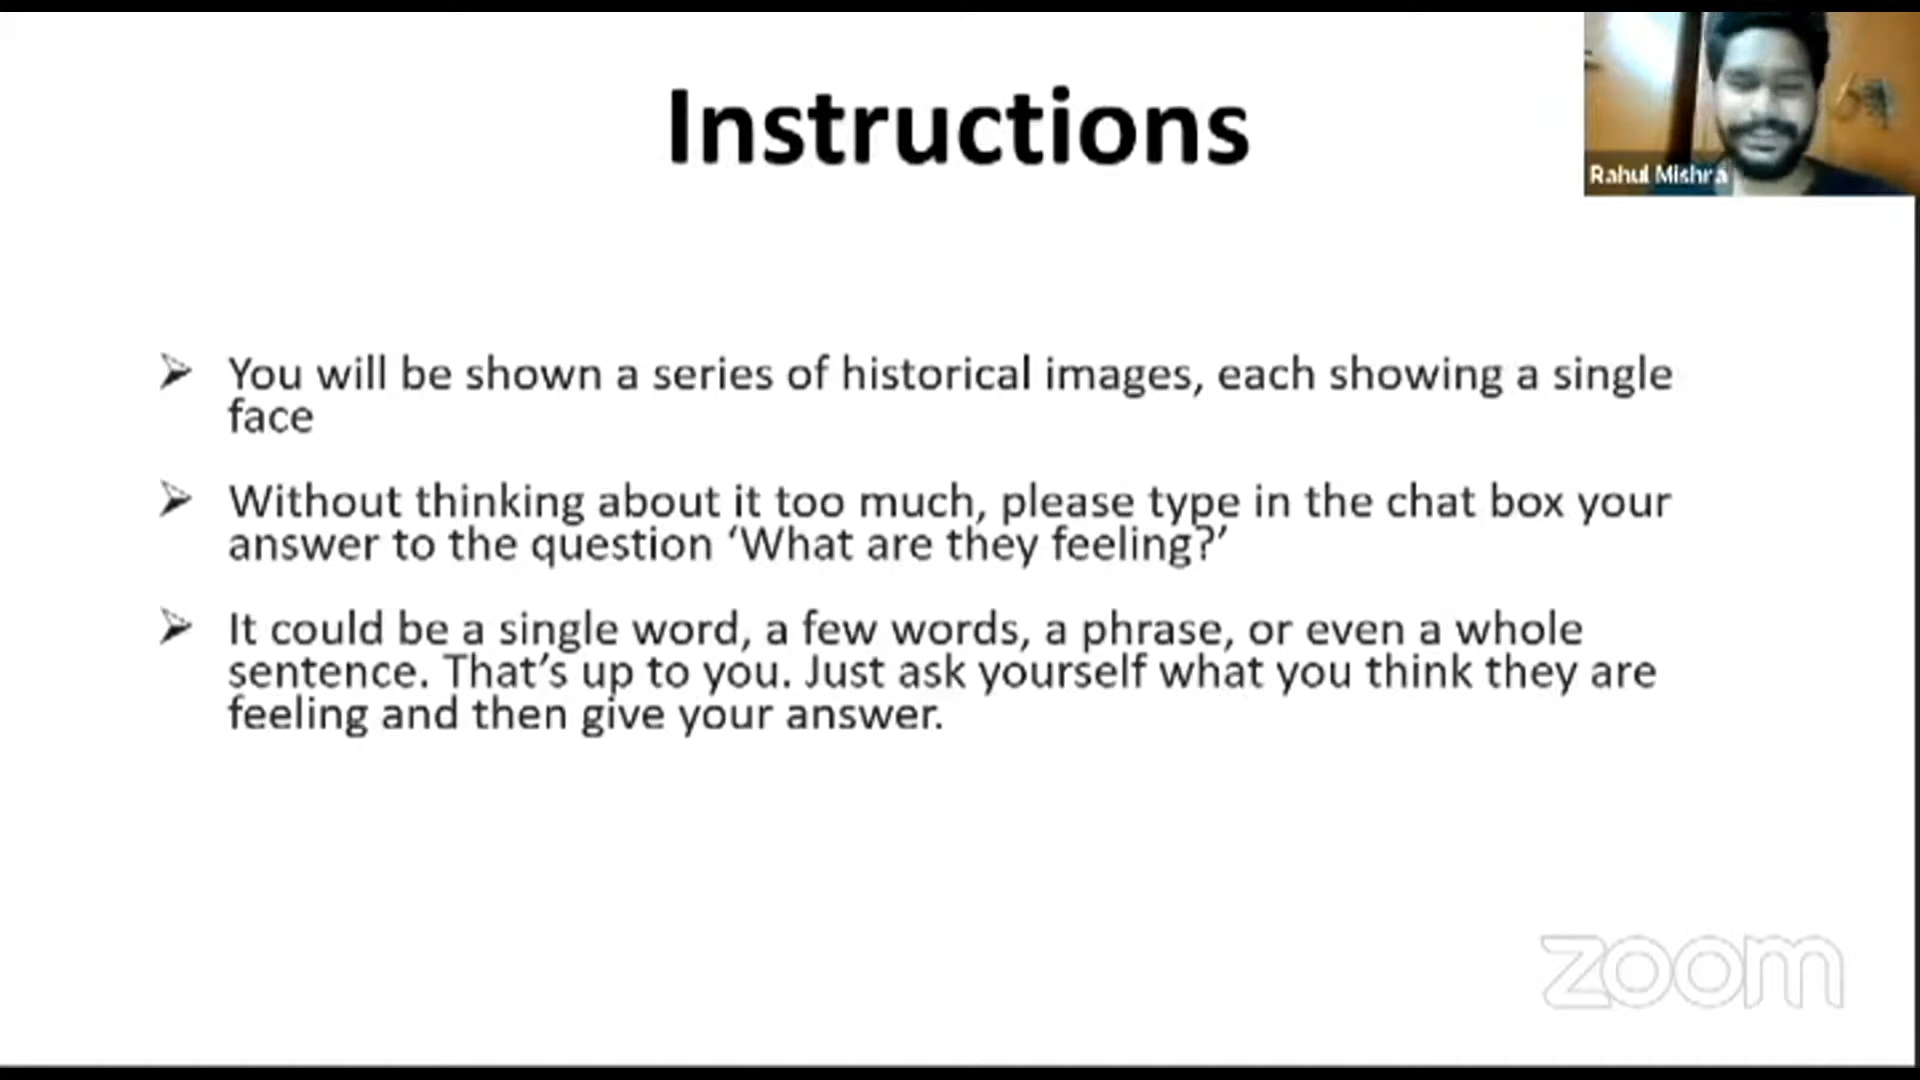 Instructions
Rahul Mishra
You will be shown a series of historical images, each showing a single
face
Without thinking about it too much, please type in the chat box your
answer to the question ‘What are they feeling?’
It could be a single word, a few words, a phrase, or even a whole
sentence. That’s up to you. Just ask yourself what you think they are
feeling and then give your answer.
zoom